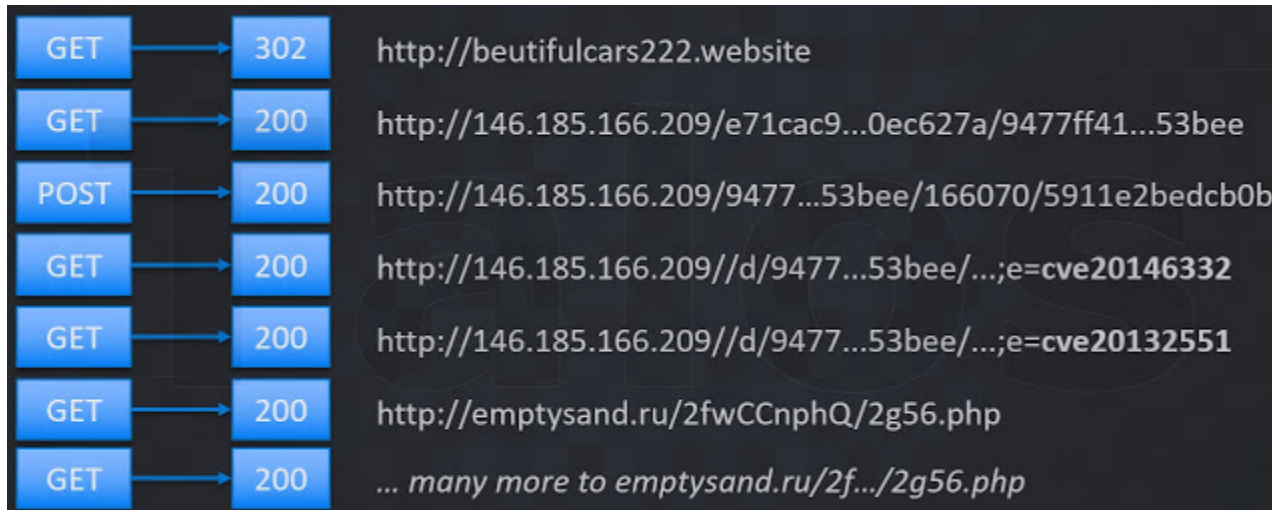 GET 302 http://beutifulcars222.website
GET 200 http://146.185.166.209/e71cac9...0ec627a/9477ff41...53bee
POST 200 http://146.185.166.209/9477...53bee/166070/5911e2bedcb0b
GET 200 http://146.185.166.209//d/9477...53bee/...;e=cve20146332
GET 200 http://146.185.166.209//d/9477...53bee/...;e=cve20132551
GET 200 http://emptysand.ru/2fwCCnphQ/2g56.php
GET 200 ... many more to emptysand.ru/2f.../2g56.php
talos